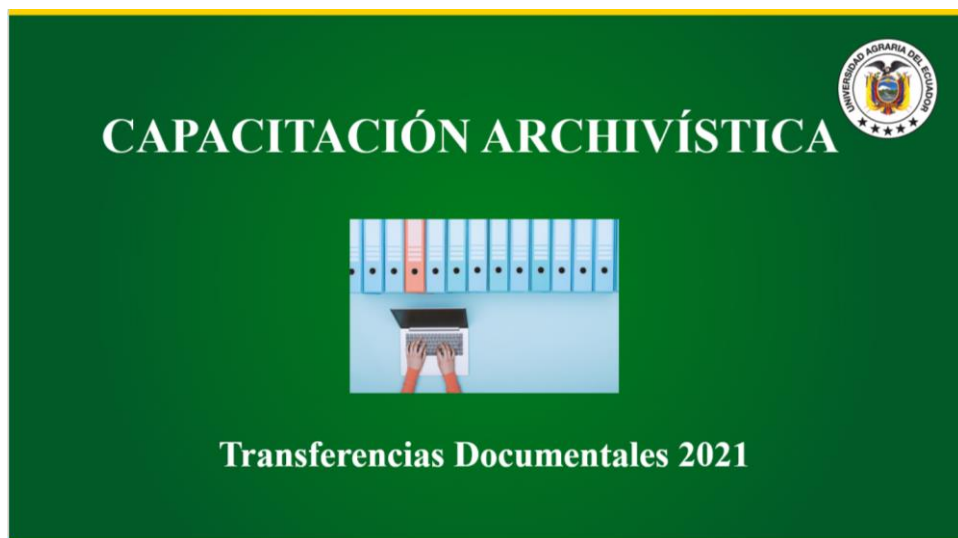 CAPACITACIÓN ARCHIVÍSTICA
UNIVERSIDAD AGRARIA DEL ECUADOR
Transferencias Documentales 2021